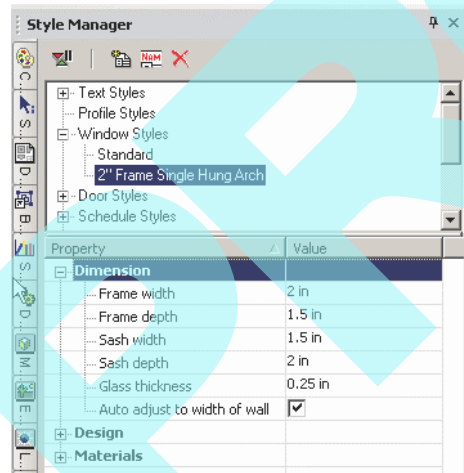 Style Manager
NAM
Text Styles
Profile Styles
Window Styles
Standard
2" Frame Single Hung Arch
Door Styles
Schedule Styles
Property Value
Dimension
Frame width 2 in
Frame depth 1.5 in
Sash width 1.5 in
Sash depth 2 in
Glass thickness 0.25 in
Auto adjust to width of wall
Design
Materials
C...
S...
D...
B...
S...
D...
M...
E...
L...